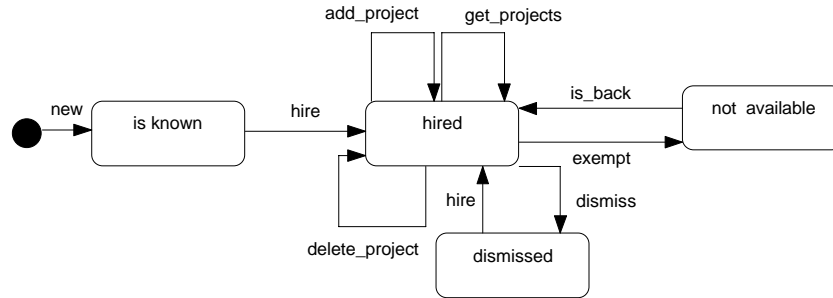 add_project
get_projects
new
is known
hire
hired
is_back
not available
exempt
hire
dismiss
delete_project
dismissed